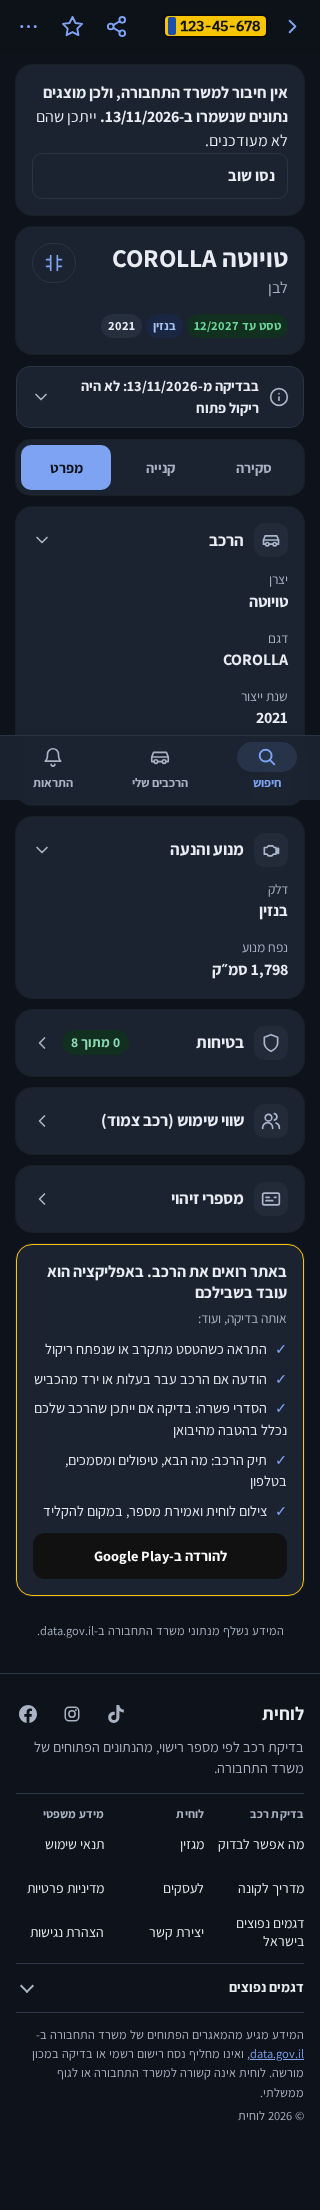 123-45-678
אין חיבור למשרד התחבורה, ולכן מוצגים
נתונים שנשמרו ב-13/11/2026. ייתכן שהם
לא מעודכנים.
נסו שוב
טויוטה COROLLA
לבן
טסט עד 12/2027
בנזין
2021
בבדיקה מ-13/11/2026: לא היה
ריקול פתוח
סקירה
קנייה
מפרט
הרכב
יצרן
טויוטה
דגם
COROLLA
שנת ייצור
2021
חיפוש
הרכבים שלי
התראות
מנוע והנעה
דלק
בנזין
נפח מנוע
1,798 סמ״ק
בטיחות
0 מתוך 8
שווי שימוש (רכב צמוד)
מספרי זיהוי
באתר רואים את הרכב. באפליקציה הוא
עובד בשבילכם
אותה בדיקה, ועוד:
✓ התראה כשהטסט מתקרב או שנפתח ריקול
✓ הודעה אם הרכב עבר בעלות או ירד מהכביש
✓ הסדרי פשרה: בדיקה אם ייתכן שהרכב שלכם
נכלל בהטבה מהיבואן
✓ תיק הרכב: מה הבא, טיפולים ומסמכים,
בטלפון
✓ צילום לוחית ואמירת מספר, במקום להקליד
להורדה ב-Google Play
המידע נשלף מנתוני משרד התחבורה ב-data.gov.il.
לוחית
בדיקת רכב לפי מספר רישוי, מהנתונים הפתוחים של
משרד התחבורה.
בדיקת רכב
לוחית
מידע משפטי
מה אפשר לבדוק
מגזין
תנאי שימוש
מדריך לקונה
לעסקים
מדיניות פרטיות
דגמים נפוצים
בישראל
יצירת קשר
הצהרת נגישות
דגמים נפוצים
המידע מגיע מהמאגרים הפתוחים של משרד התחבורה ב-
data.gov.il, ואינו מחליף נסח רישום רשמי או בדיקה במכון
מורשה. לוחית אינה קשורה למשרד התחבורה או לגוף
ממשלתי.
© 2026 לוחית